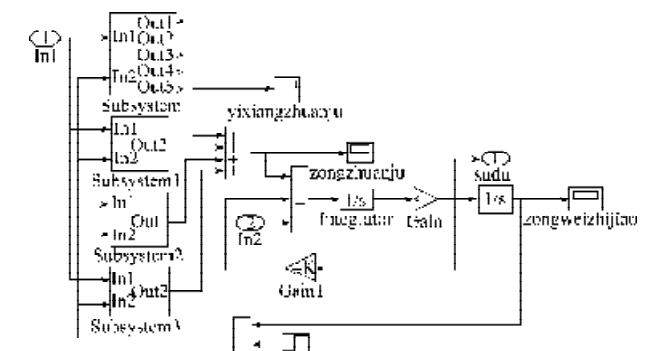 1
In1
In1
In2
Out1
Out2
Out3
Out4
Out5
Subsystem
yixiangzhuanju
In1
In2
Out2
Subsystem1
zongzhuanju
1
sudu
In1
In2
Out
Subsystem2
2
In2
1/s
Integrator
Gain
1/s
zongweizhijiao
-K-
Gain1
In1
In2
Out2
Subsystem3